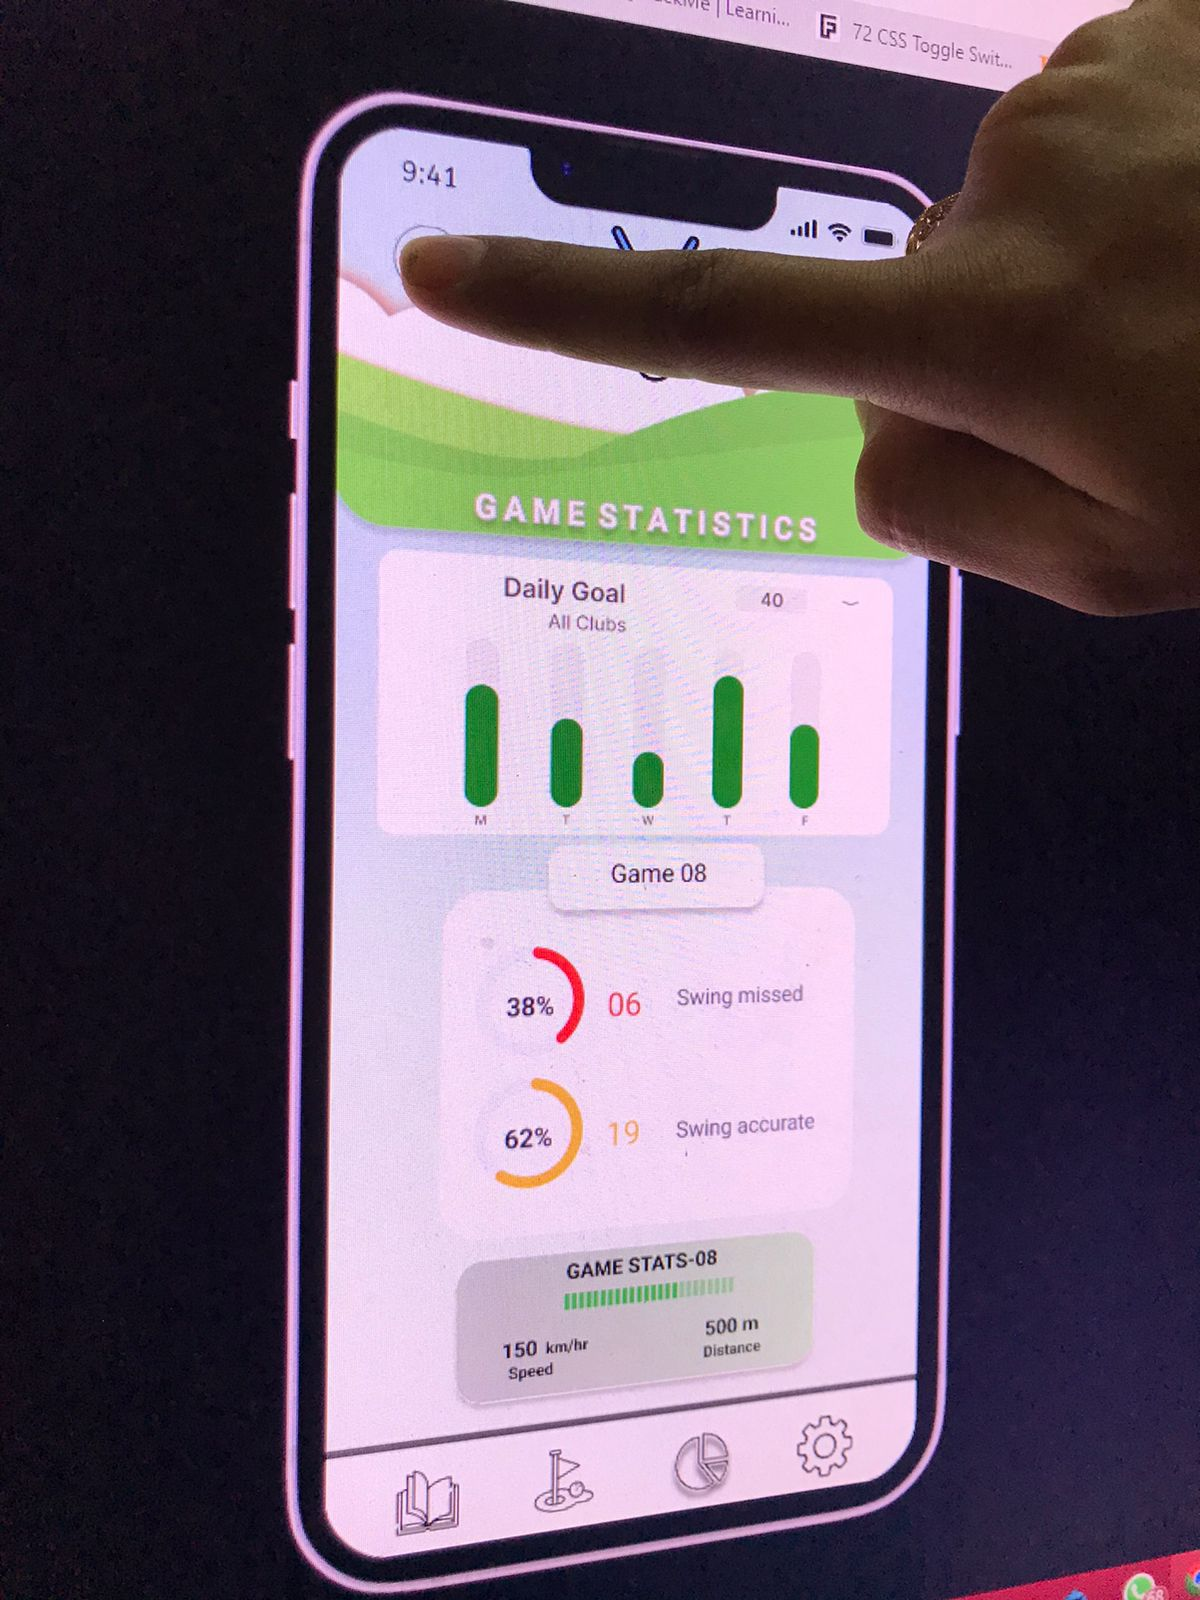 | Learni...
72 CSS Toggle Swit...
9:41
GAME STATISTICS
Daily Goal
40
All Clubs
M T W T F
Game 08
38% 06 Swing missed
62% 19 Swing accurate
GAME STATS-08
150 km/hr
500 m
Speed
Distance
68